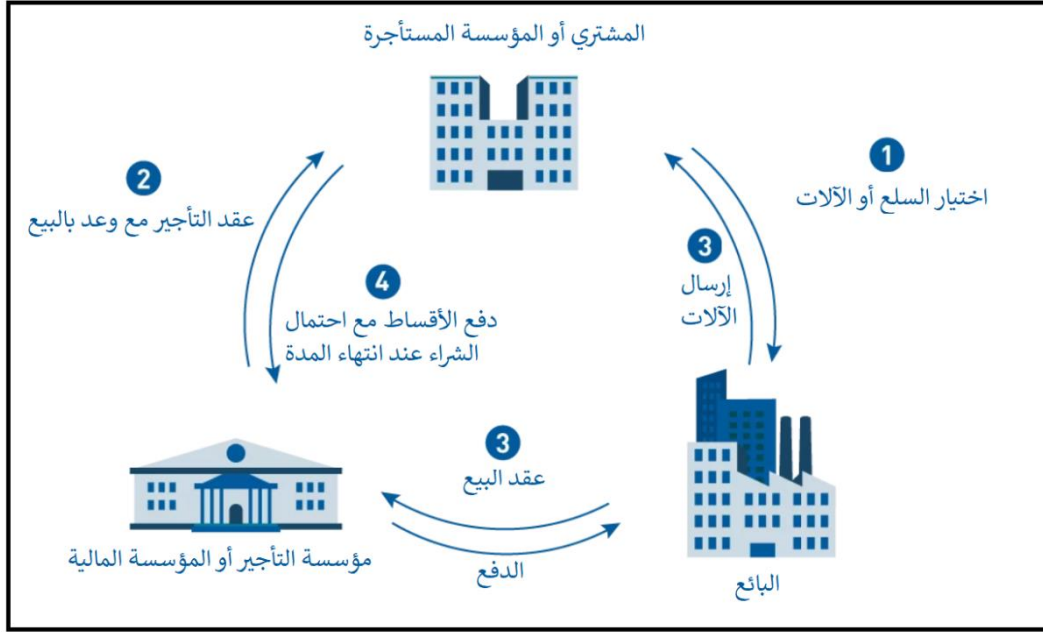 المشتري أو المؤسسة المستأجرة
1
اختيار السلع أو الآلات
2
عقد التأجير مع وعد بالبيع
3
إرسال
الآلات
4
دفع الأقساط مع احتمال
الشراء عند انتهاء المدة
3
عقد البيع
الدفع
مؤسسة التأجير أو المؤسسة المالية
البائع